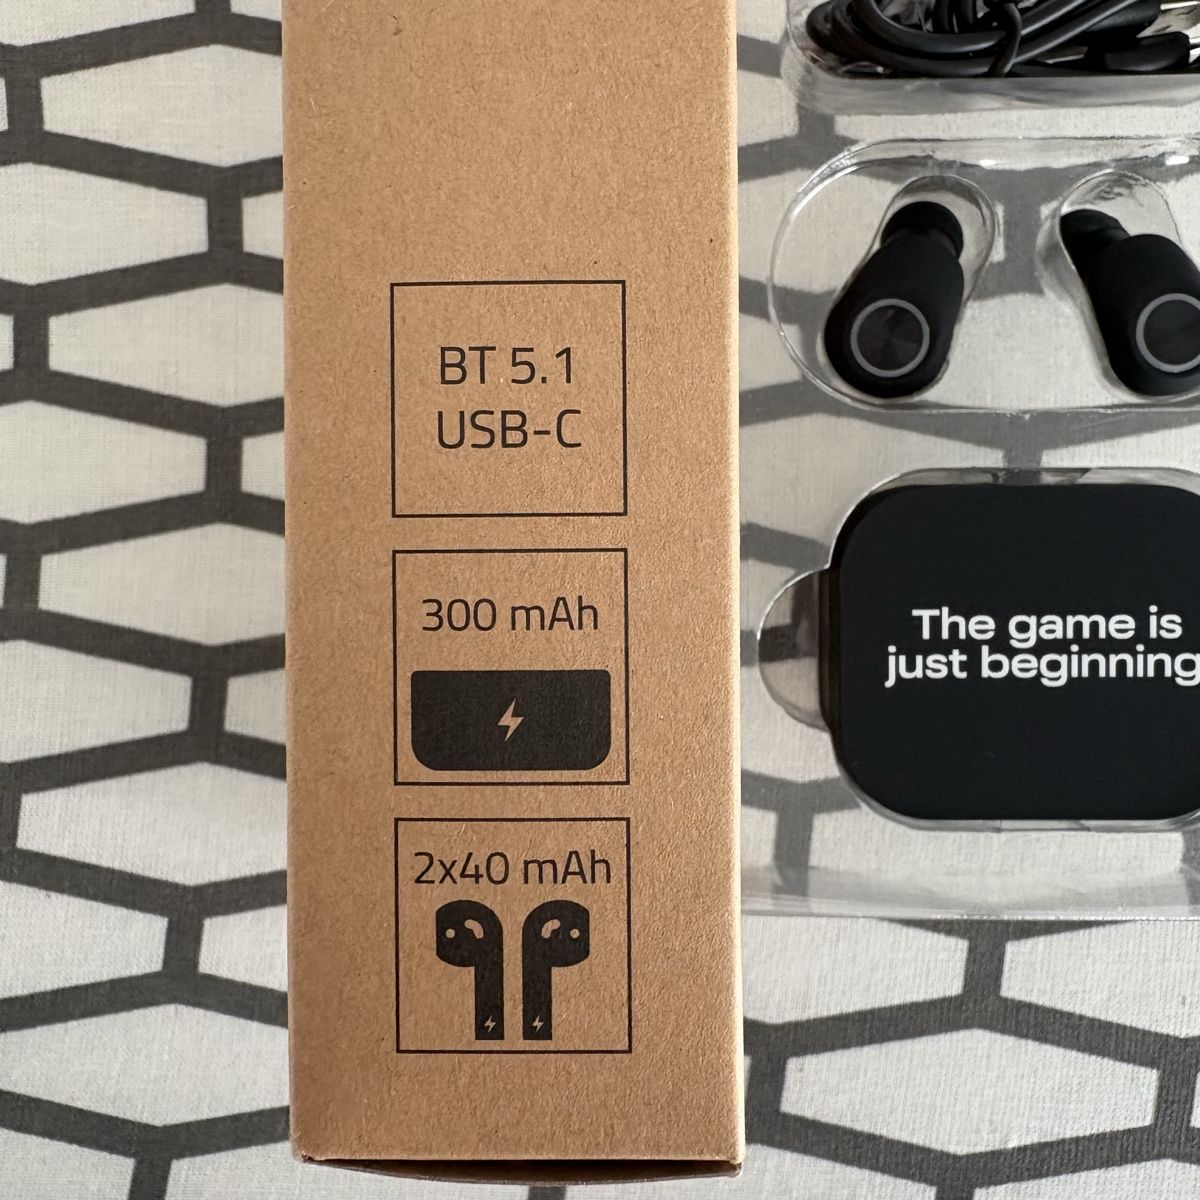 BT 5.1
USB-C
300 mAh
2x40 mAh
The game is
just beginning